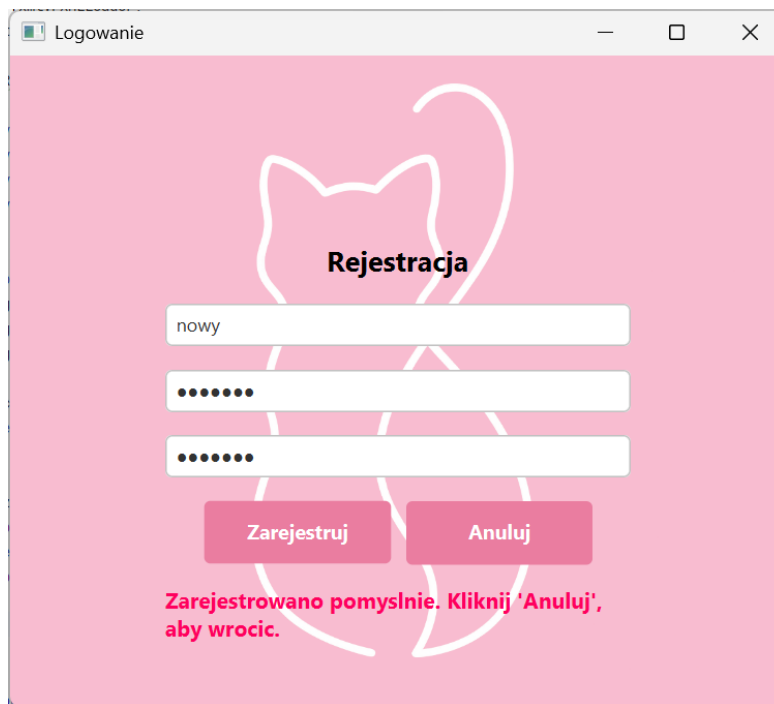 Logowanie
Rejestracja
nowy
●●●●●●●
●●●●●●●
Zarejestruj Anuluj
Zarejestrowano pomyslnie. Kliknij 'Anuluj',
aby wrocic.